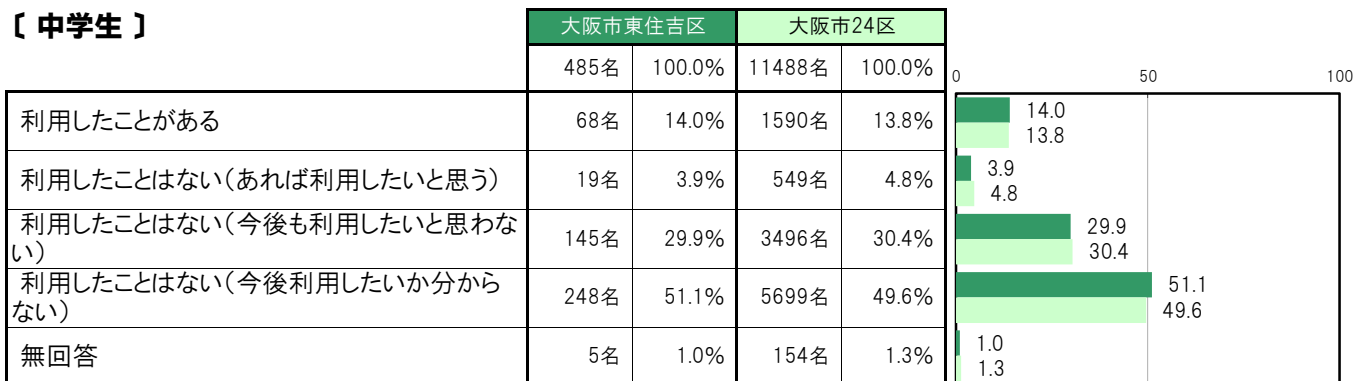 〔 中学生 〕
大阪市東住吉区 大阪市24区
485名 100.0% 11488名 100.0%
0 50 100
利用したことがある 68名 14.0% 1590名 13.8%
14.0
13.8
利用したことはない（あれば利用したいと思う） 19名 3.9% 549名 4.8%
3.9
4.8
利用したことはない（今後も利用したいと思わな
い） 145名 29.9% 3496名 30.4%
29.9
30.4
利用したことはない（今後利用したいか分から
ない） 248名 51.1% 5699名 49.6%
51.1
49.6
無回答 5名 1.0% 154名 1.3%
1.0
1.3